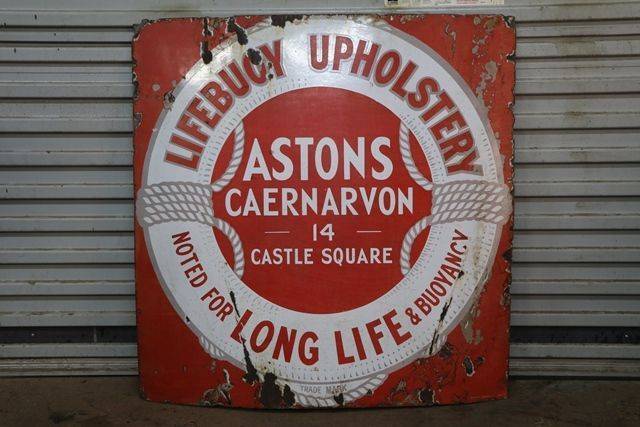 LIFEBUOY UPHOLSTERY
ASTONS
CAERNARVON
14
CASTLE SQUARE
NOTED FOR LONG LIFE & BUOYANCY
TRADE MARK